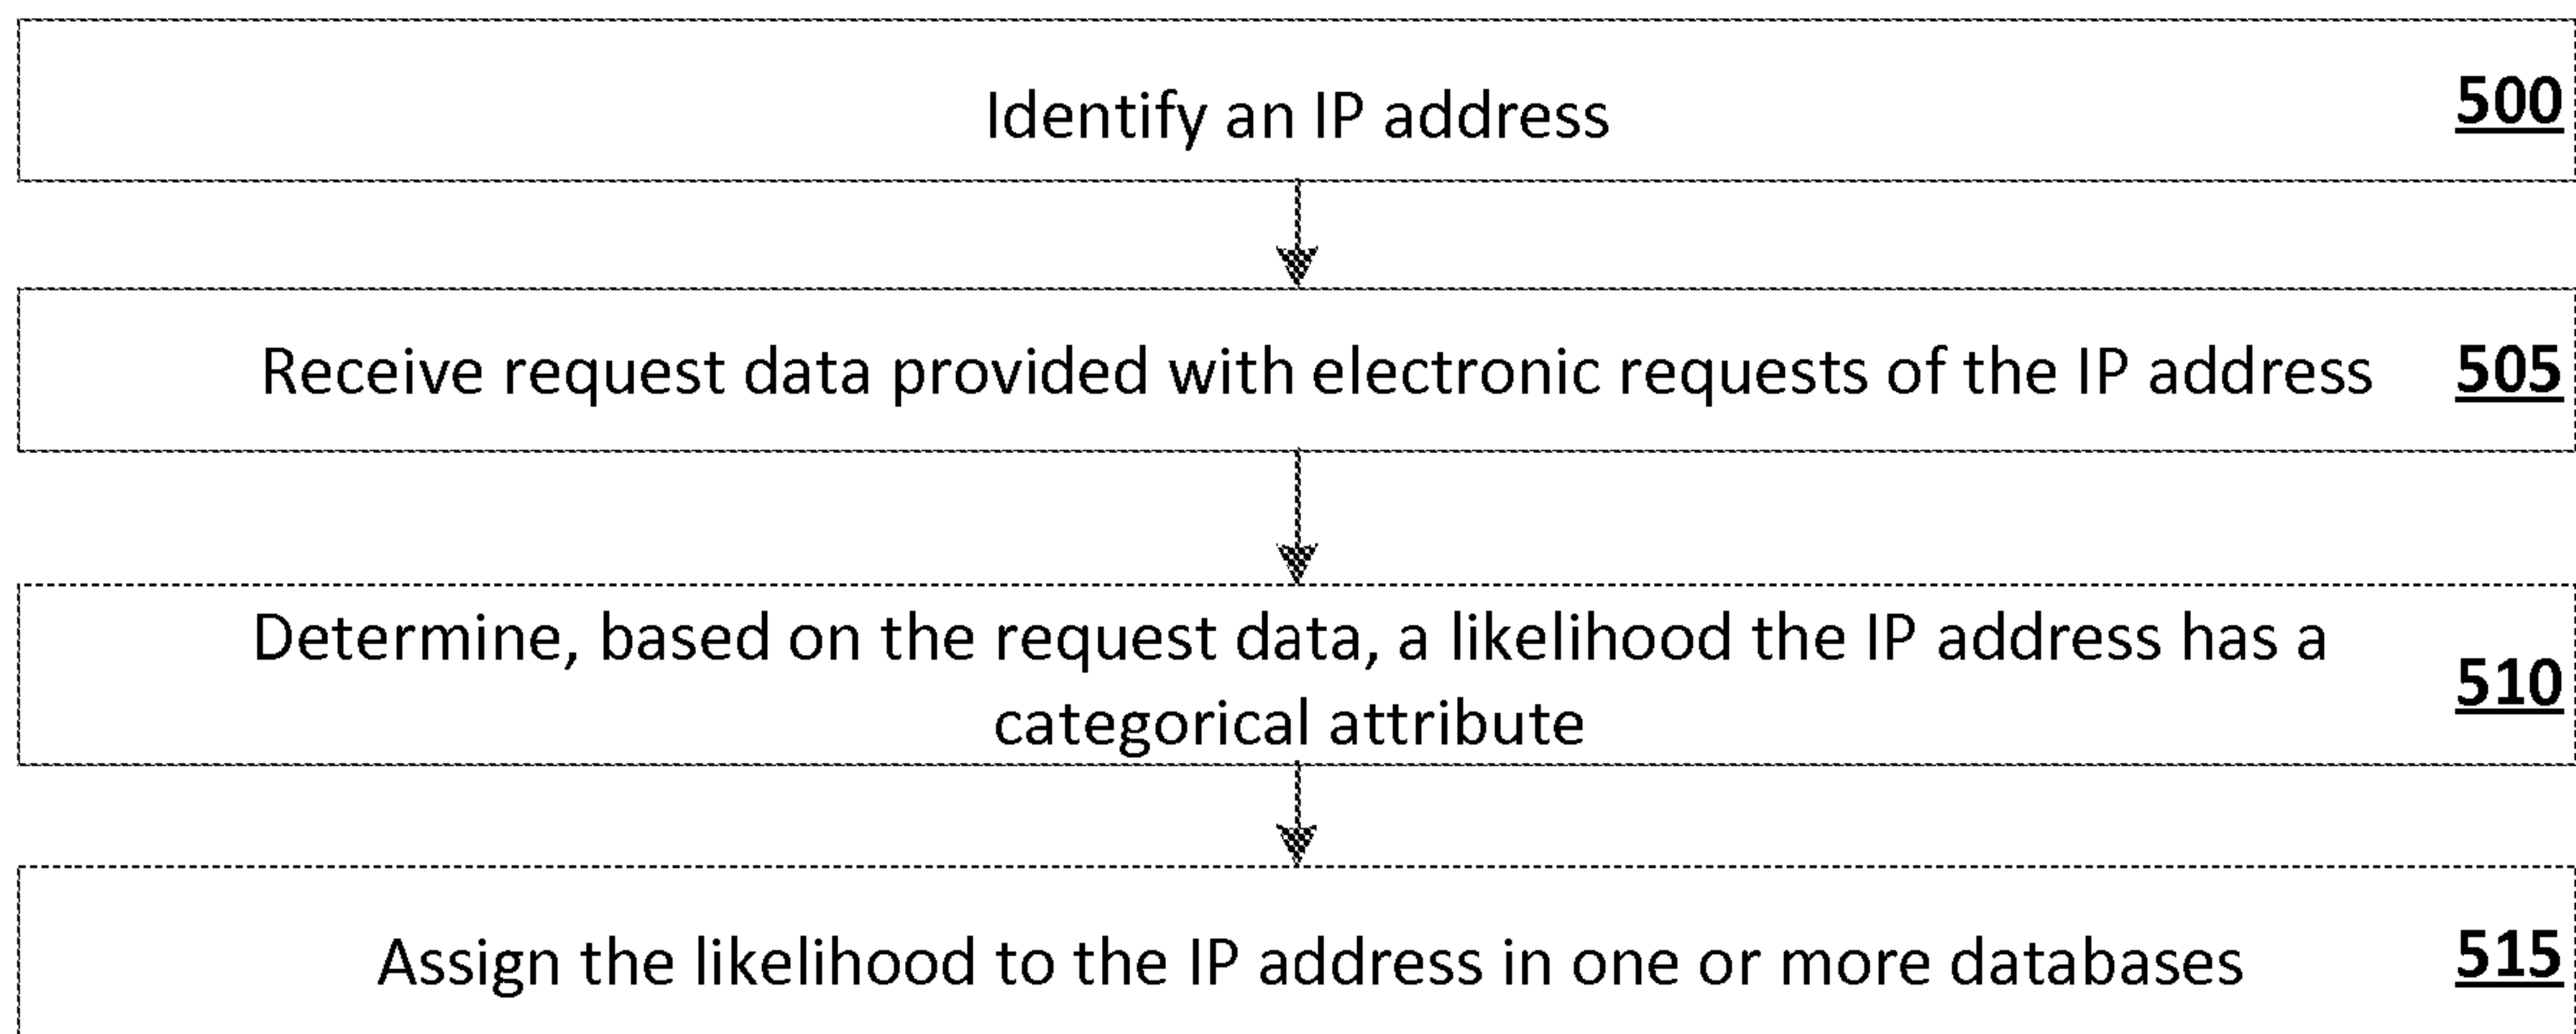 Identify an IP address 500
Receive request data provided with electronic requests of the IP address 505
Determine, based on the request data, a likelihood the IP address has a
categorical attribute 510
Assign the likelihood to the IP address in one or more databases 515